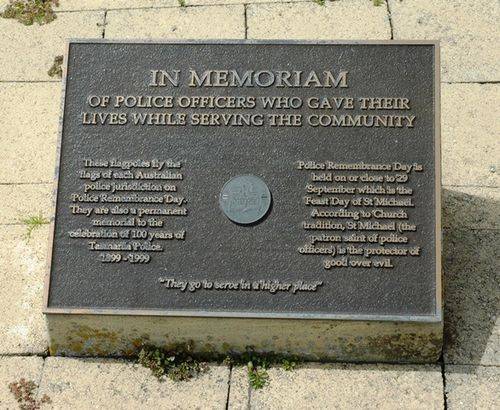 IN MEMORIAM
OF POLICE OFFICERS WHO GAVE THEIR
LIVES WHILE SERVING THE COMMUNITY
These flagpoles fly the
flags of each Australian
police jurisdiction on
Police Remembrance Day.
They are also a permanent
memorial to the
celebration of 100 years of
Tasmania Police.
1899 - 1999
Police Remembrance Day is
held on or close to 29
September which is the
Feast Day of St Michael.
According to Church
tradition, St Michael (the
patron saint of police
officers) is the protector of
good over evil.
"They go to serve in a higher place"